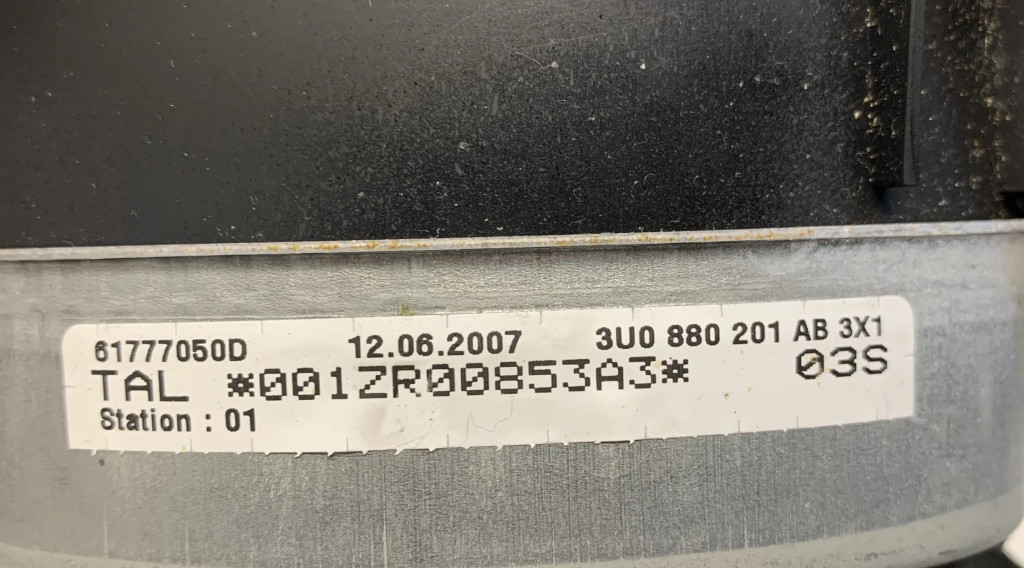 61777050D 12.06.2007 3U0 880 201 AB 3X1
TAL *001ZR00853A3* 03S
Station : 01